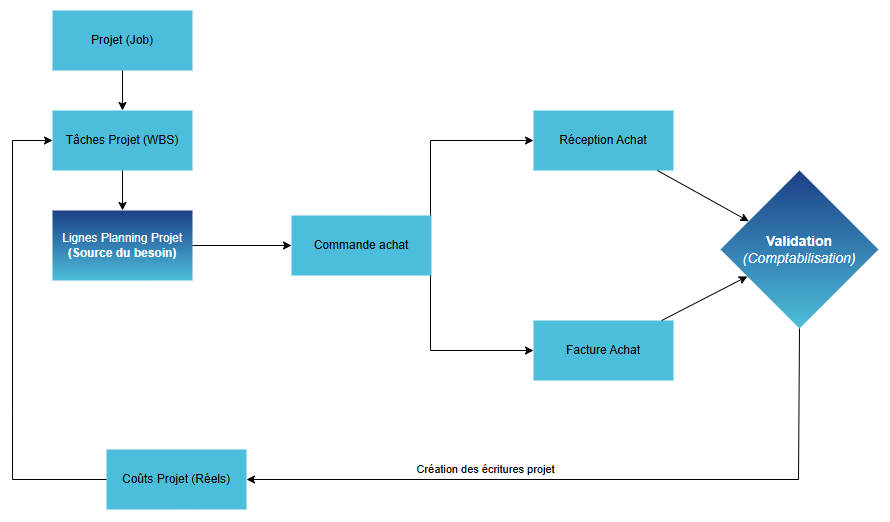 Projet (Job)
Tâches Projet (WBS)
Lignes Planning Projet
(Source du besoin)
Commande achat
Réception Achat
Facture Achat
Validation
(Comptabilisation)
Création des écritures projet
Coûts Projet (Réels)